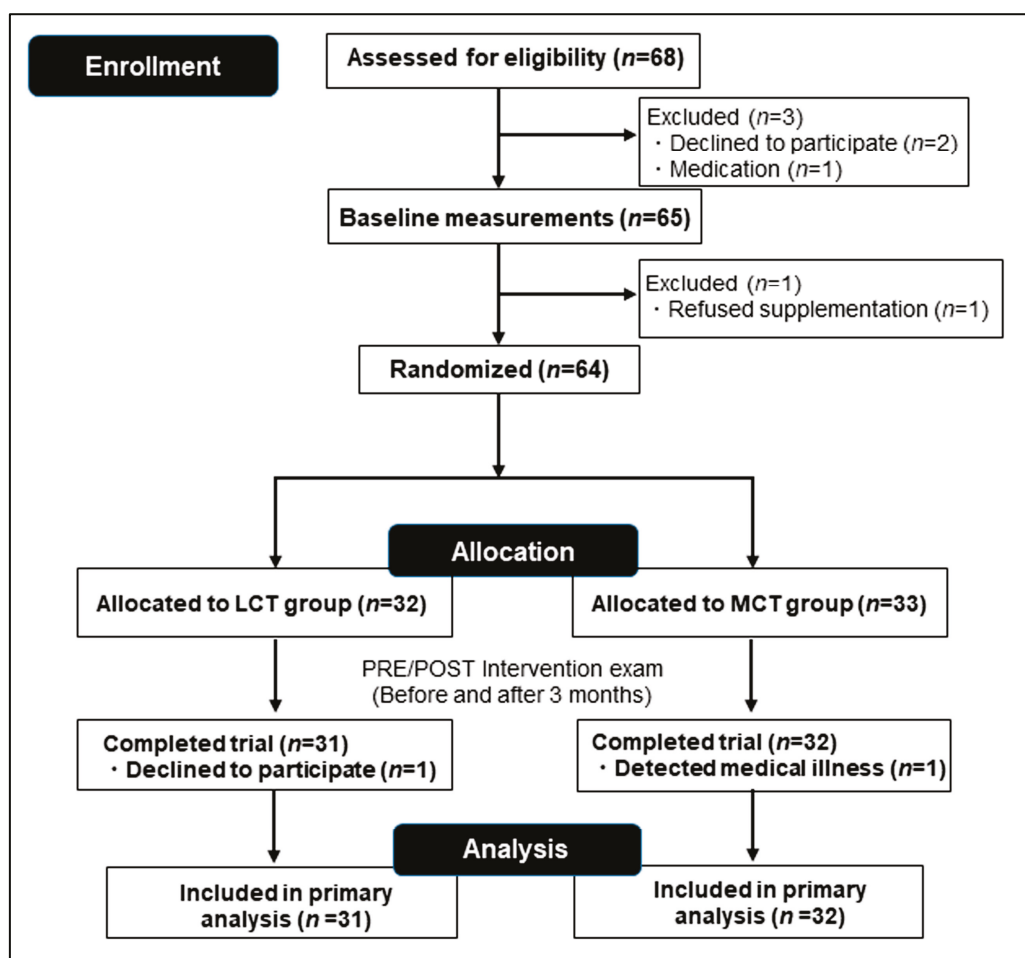 Enrollment
Assessed for eligibility (n=68)
Excluded (n=3)
・Declined to participate (n=2)
・Medication (n=1)
Baseline measurements (n=65)
Excluded (n=1)
・Refused supplementation (n=1)
Randomized (n=64)
Allocation
Allocated to LCT group (n=32)
Allocated to MCT group (n=33)
PRE/POST Intervention exam
(Before and after 3 months)
Completed trial (n=31)
・Declined to participate (n=1)
Completed trial (n=32)
・Detected medical illness (n=1)
Analysis
Included in primary
analysis (n =31)
Included in primary
analysis (n =32)